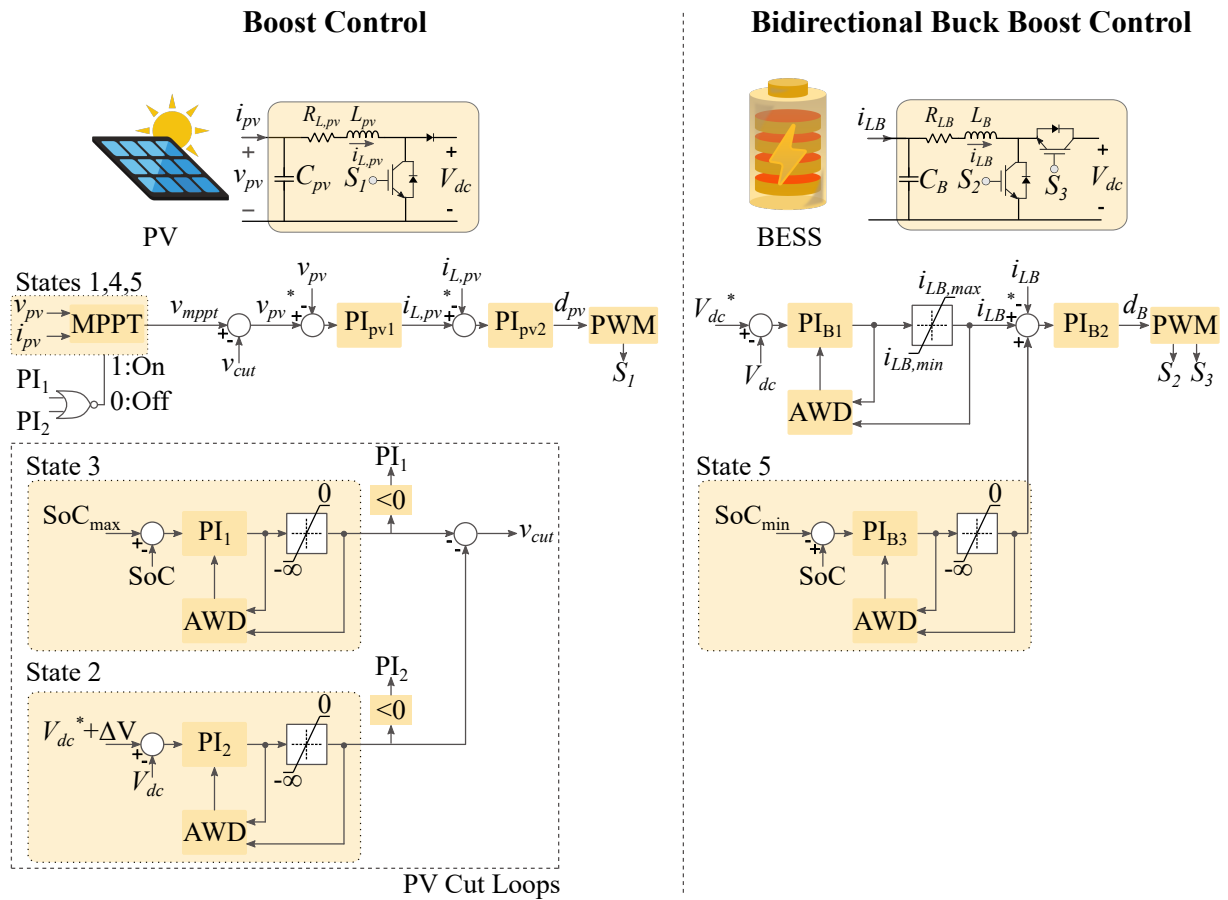 Boost Control
Bidirectional Buck Boost Control
i_pv
R_L,pv
L_pv
i_L,pv
+
v_pv
−
C_pv
S_1
+
V_dc
-
PV
i_LB
R_LB
L_B
i_LB
C_B
S_2
S_3
+
V_dc
-
BESS
States 1,4,5
v_pv
i_pv
MPPT
v_mppt
+
-
v_cut
v_pv*
v_pv
+
-
PI_pv1
i_L,pv*
i_L,pv
+
-
PI_pv2
d_pv
PWM
S_1
1:On
0:Off
PI_1
PI_2
V_dc*
+
-
V_dc
PI_B1
AWD
i_LB,max
i_LB,min
i_LB*
i_LB
-
+
+
PI_B2
d_B
PWM
S_2
S_3
State 3
SoC_max
+
-
SoC
PI_1
AWD
0
-∞
<0
PI_1
-
-
v_cut
State 2
V_dc*+ΔV
+
-
V_dc
PI_2
AWD
0
-∞
<0
PI_2
PV Cut Loops
State 5
SoC_min
-
+
SoC
PI_B3
AWD
0
-∞